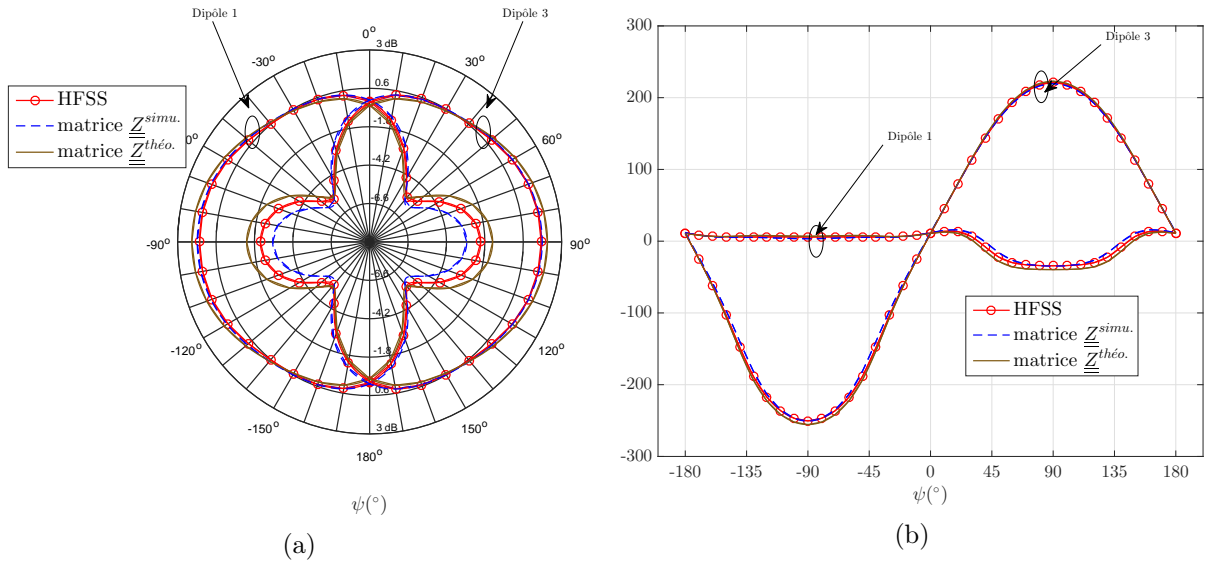 Dipôle 1
Dipôle 3
0°
-30°
30°
3 dB
0.6
-1.8
-4.2
-6.6
60°
-90°
90°
-120°
120°
-6.6
-4.2
-1.8
0.6
3 dB
-150°
150°
180°
HFSS
matrice Z^{simu.}
matrice Z^{théo.}
ψ(°)
(a)
300
200
100
0
-100
-200
-300
-180
-135
-90
-45
0
45
90
135
180
Dipôle 3
Dipôle 1
HFSS
matrice Z^{simu.}
matrice Z^{théo.}
ψ(°)
(b)